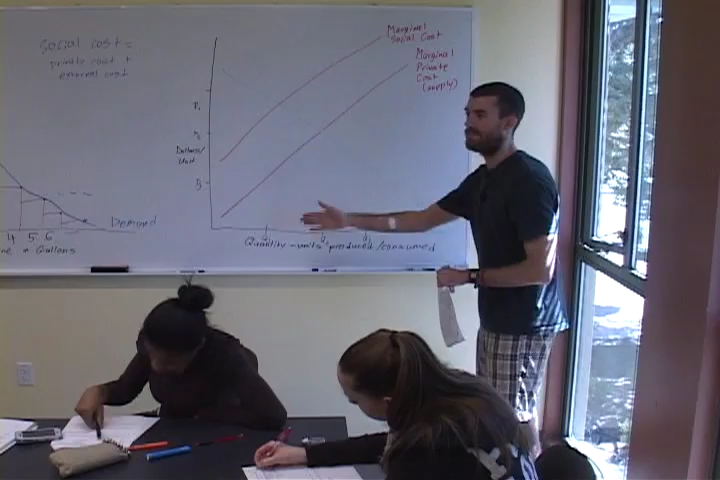 Social cost =
private cost +
external cost
Marginal
Social Cost
Marginal
Private
Cost
(supply)
Dollars/
Unit
Demand
4 5 6
Gallons
Quantity - units produced/consumed